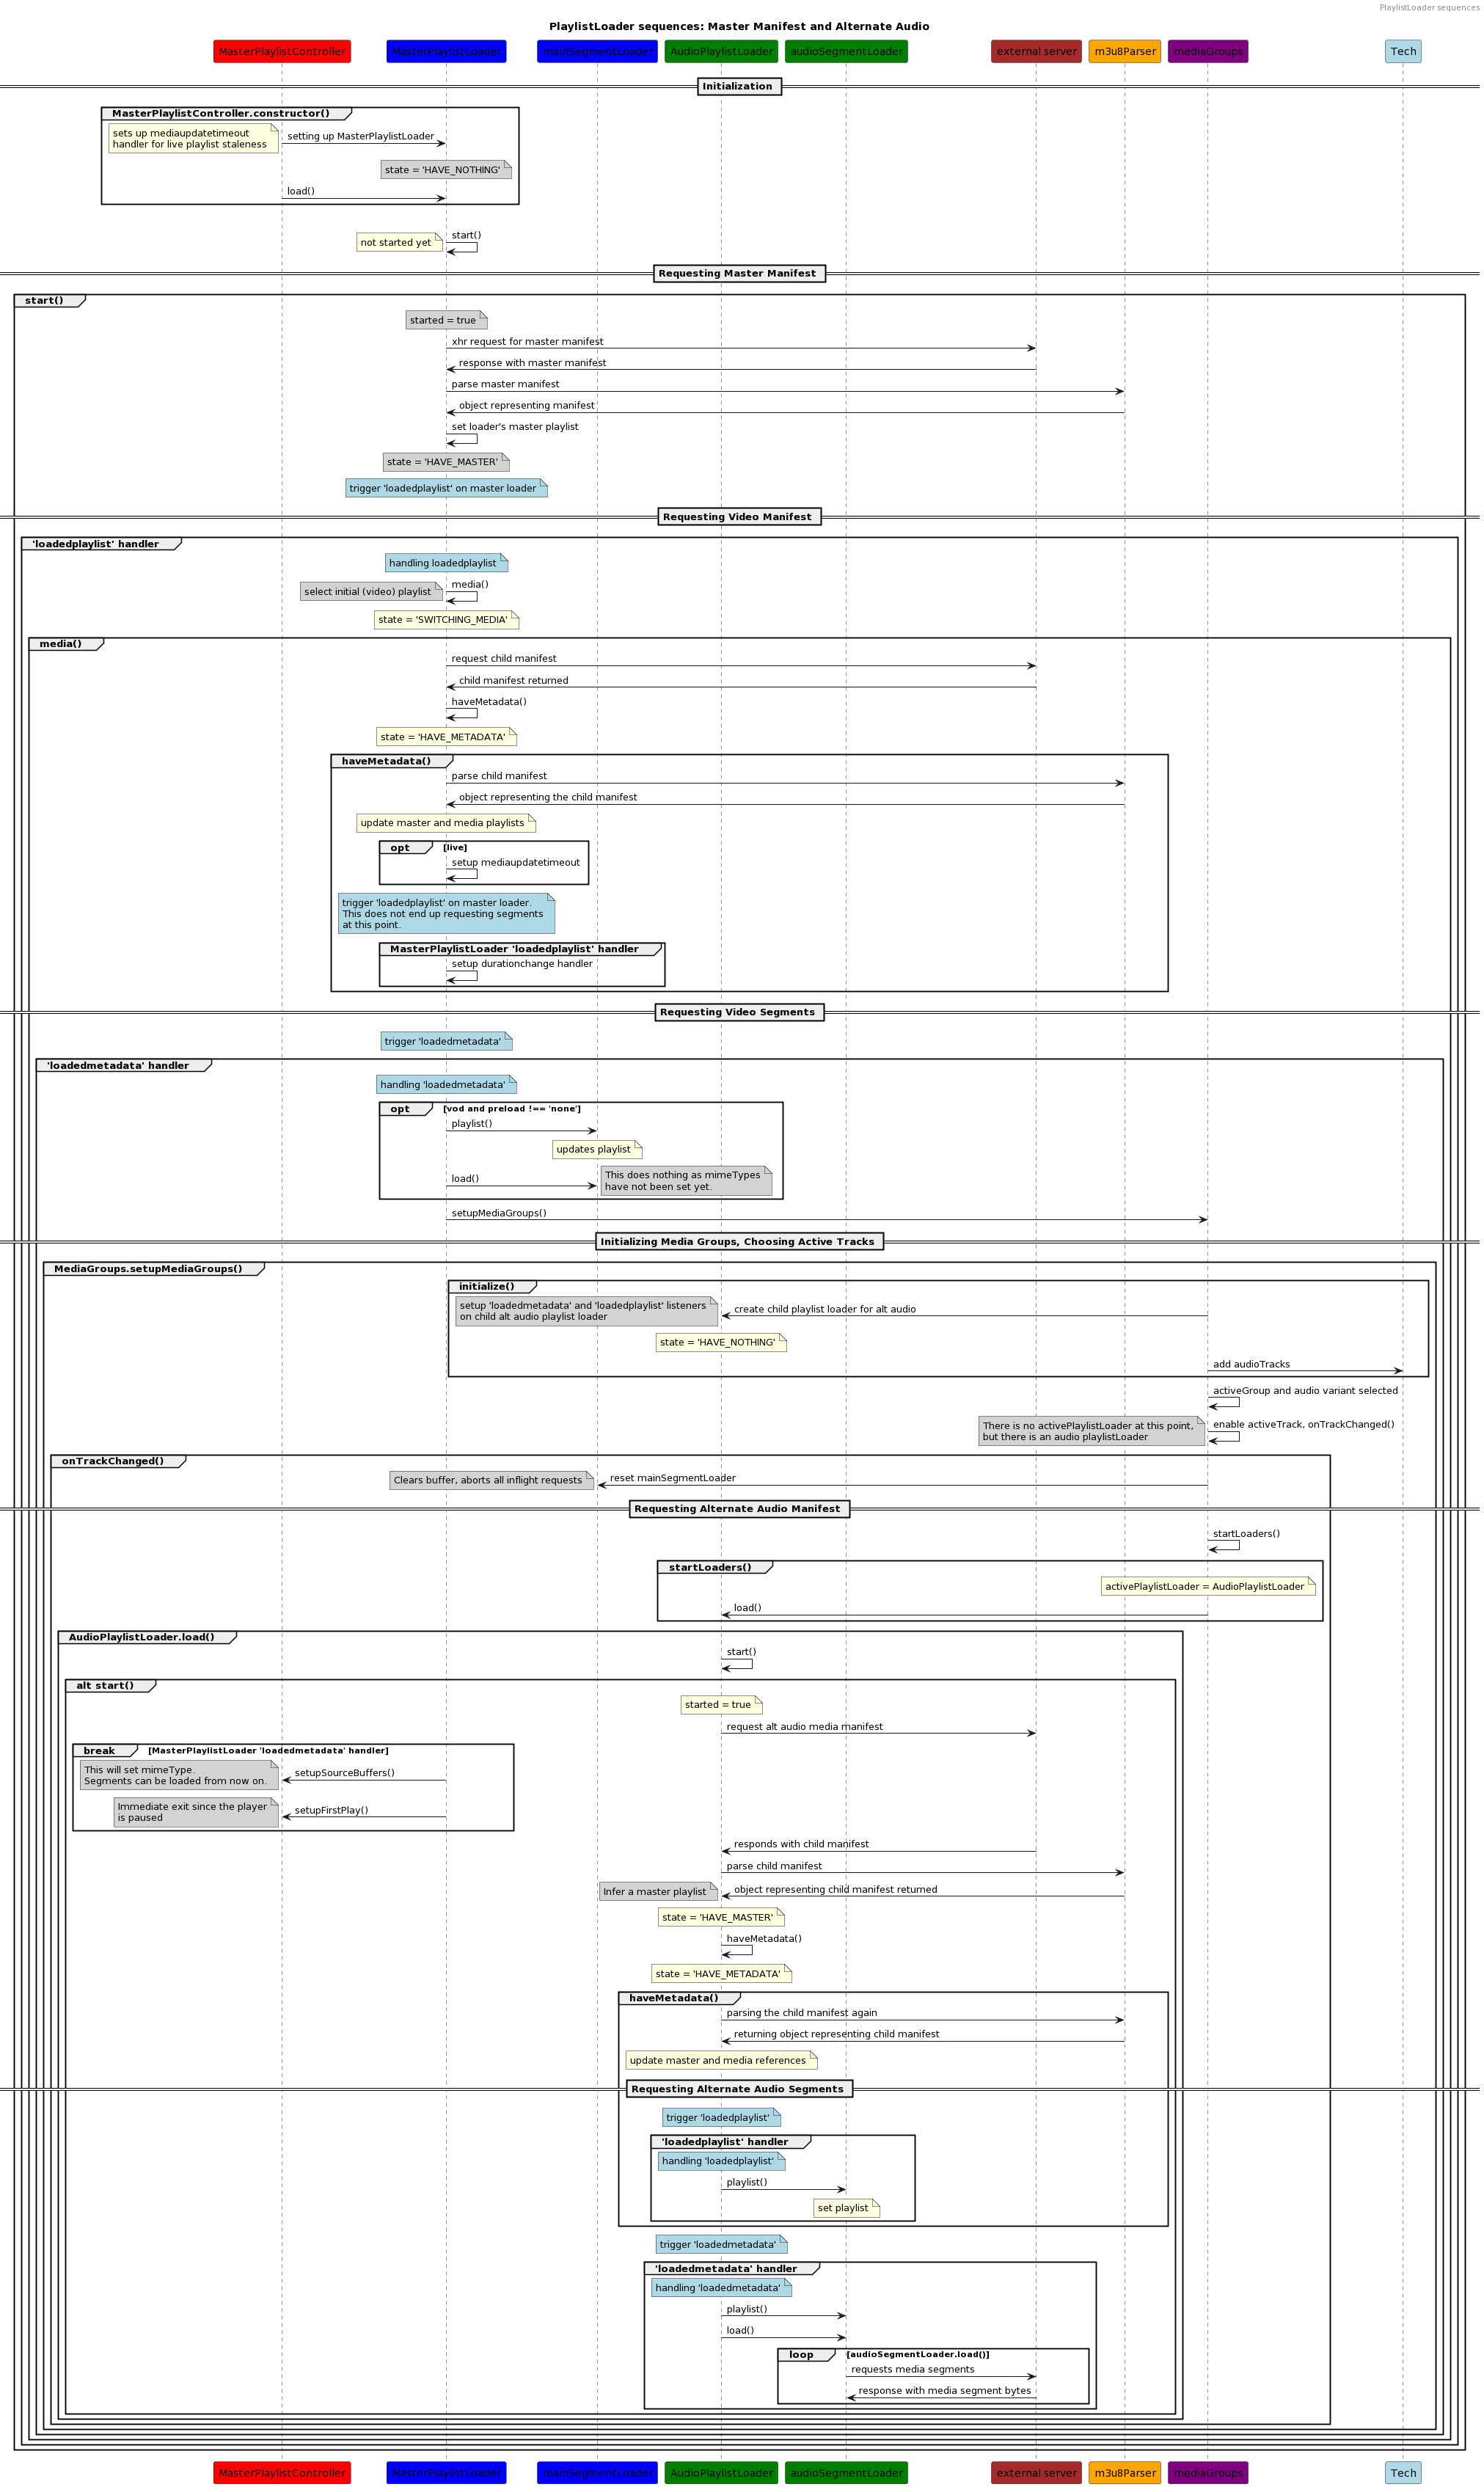 PlaylistLoader sequences
PlaylistLoader sequences: Master Manifest and Alternate Audio
MasterPlaylistController MasterPlaylistLoader mainSegmentLoader AudioPlaylistLoader audioSegmentLoader external server m3u8Parser mediaGroups Tech
Initialization
MasterPlaylistController.constructor()
sets up mediaupdatetimeout
handler for live playlist staleness
setting up MasterPlaylistLoader
state = 'HAVE_NOTHING'
load()
start()
not started yet
Requesting Master Manifest
start()
started = true
xhr request for master manifest
response with master manifest
parse master manifest
object representing manifest
set loader's master playlist
state = 'HAVE_MASTER'
trigger 'loadedplaylist' on master loader
Requesting Video Manifest
'loadedplaylist' handler
handling loadedplaylist
media()
select initial (video) playlist
state = 'SWITCHING_MEDIA'
media()
request child manifest
child manifest returned
haveMetadata()
state = 'HAVE_METADATA'
haveMetadata()
parse child manifest
object representing the child manifest
update master and media playlists
opt [live]
setup mediaupdatetimeout
trigger 'loadedplaylist' on master loader.
This does not end up requesting segments
at this point.
MasterPlaylistLoader 'loadedplaylist' handler
setup durationchange handler
Requesting Video Segments
trigger 'loadedmetadata'
'loadedmetadata' handler
handling 'loadedmetadata'
opt [vod and preload !== 'none']
playlist()
updates playlist
load()
This does nothing as mimeTypes
have not been set yet.
setupMediaGroups()
Initializing Media Groups, Choosing Active Tracks
MediaGroups.setupMediaGroups()
initialize()
setup 'loadedmetadata' and 'loadedplaylist' listeners
on child alt audio playlist loader
create child playlist loader for alt audio
state = 'HAVE_NOTHING'
add audioTracks
activeGroup and audio variant selected
There is no activePlaylistLoader at this point,
but there is an audio playlistLoader
enable activeTrack, onTrackChanged()
onTrackChanged()
Clears buffer, aborts all inflight requests
reset mainSegmentLoader
Requesting Alternate Audio Manifest
startLoaders()
startLoaders()
activePlaylistLoader = AudioPlaylistLoader
load()
AudioPlaylistLoader.load()
start()
alt start()
started = true
request alt audio media manifest
break [MasterPlaylistLoader 'loadedmetadata' handler]
This will set mimeType.
Segments can be loaded from now on.
setupSourceBuffers()
Immediate exit since the player
is paused
setupFirstPlay()
responds with child manifest
parse child manifest
Infer a master playlist
object representing child manifest returned
state = 'HAVE_MASTER'
haveMetadata()
state = 'HAVE_METADATA'
haveMetadata()
parsing the child manifest again
returning object representing child manifest
update master and media references
Requesting Alternate Audio Segments
trigger 'loadedplaylist'
'loadedplaylist' handler
handling 'loadedplaylist'
playlist()
set playlist
trigger 'loadedmetadata'
'loadedmetadata' handler
handling 'loadedmetadata'
playlist()
load()
loop [audioSegmentLoader.load()]
requests media segments
response with media segment bytes
MasterPlaylistController MasterPlaylistLoader mainSegmentLoader AudioPlaylistLoader audioSegmentLoader external server m3u8Parser mediaGroups Tech